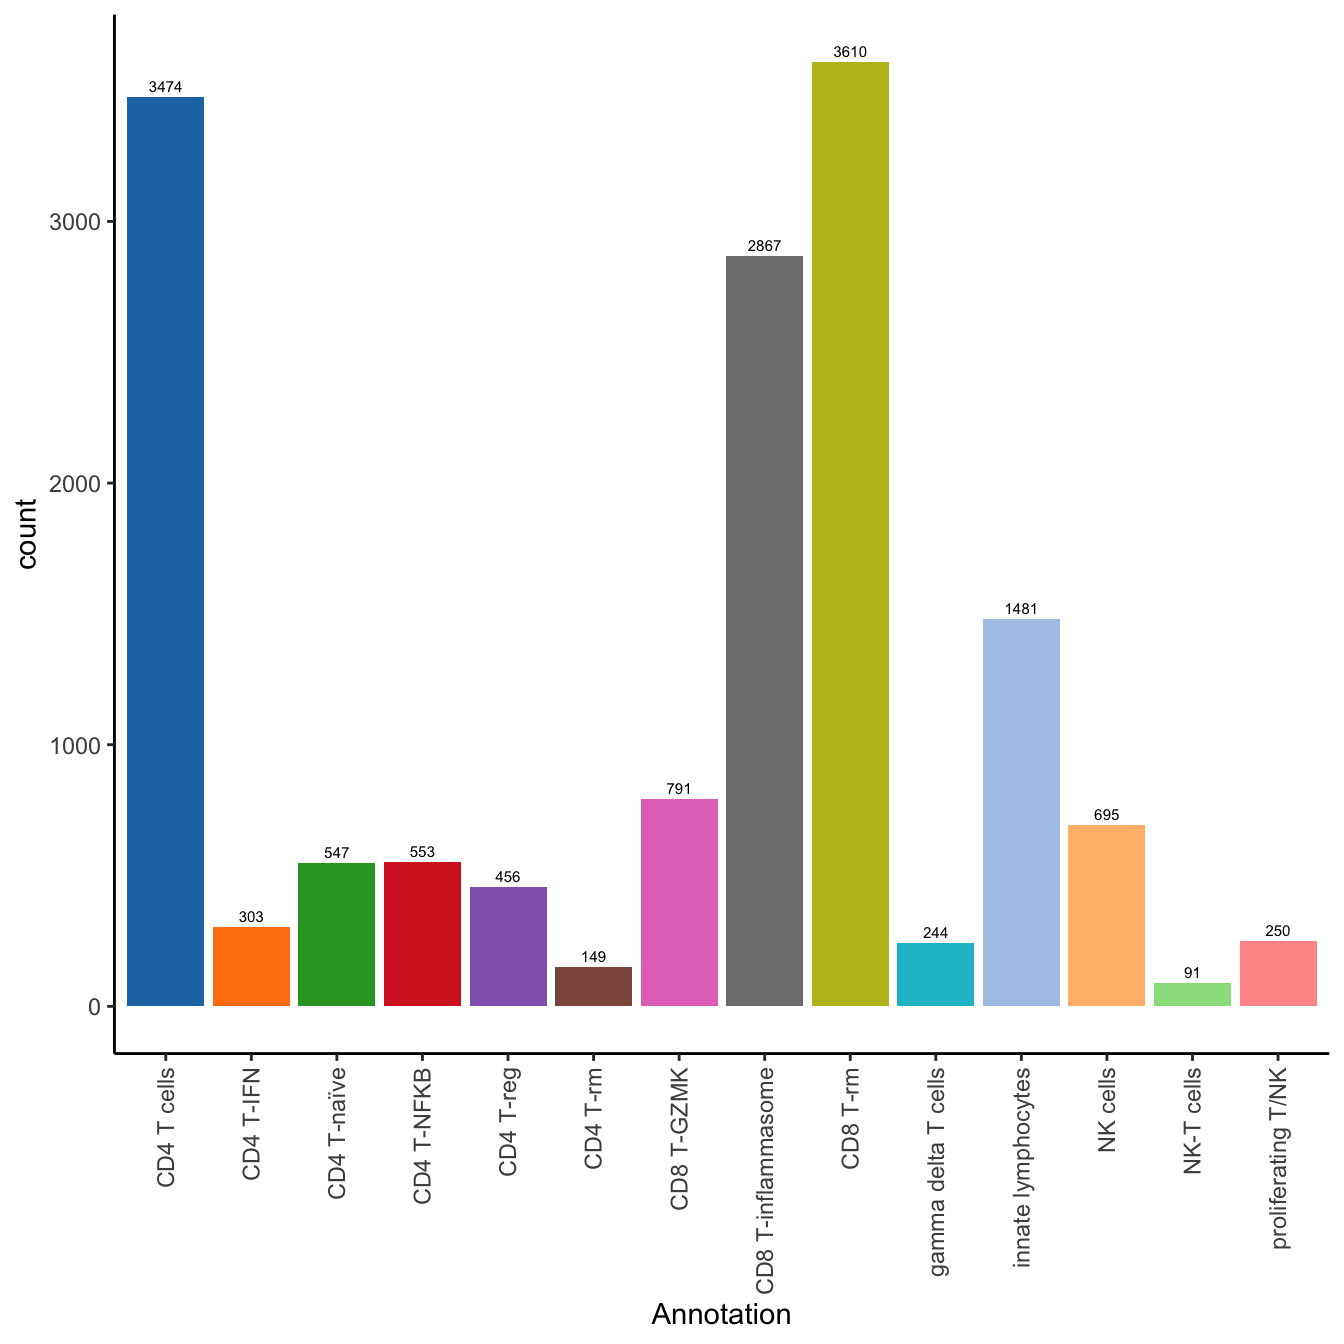 3610
3474
2867
1481
791
695
547
553
456
303
244
250
149
91
3000
2000
1000
0
count
CD4 T cells
CD4 T-IFN
CD4 T-naïve
CD4 T-NFKB
CD4 T-reg
CD4 T-rm
CD8 T-GZMK
CD8 T-inflammasome
CD8 T-rm
gamma delta T cells
innate lymphocytes
NK cells
NK-T cells
proliferating T/NK
Annotation